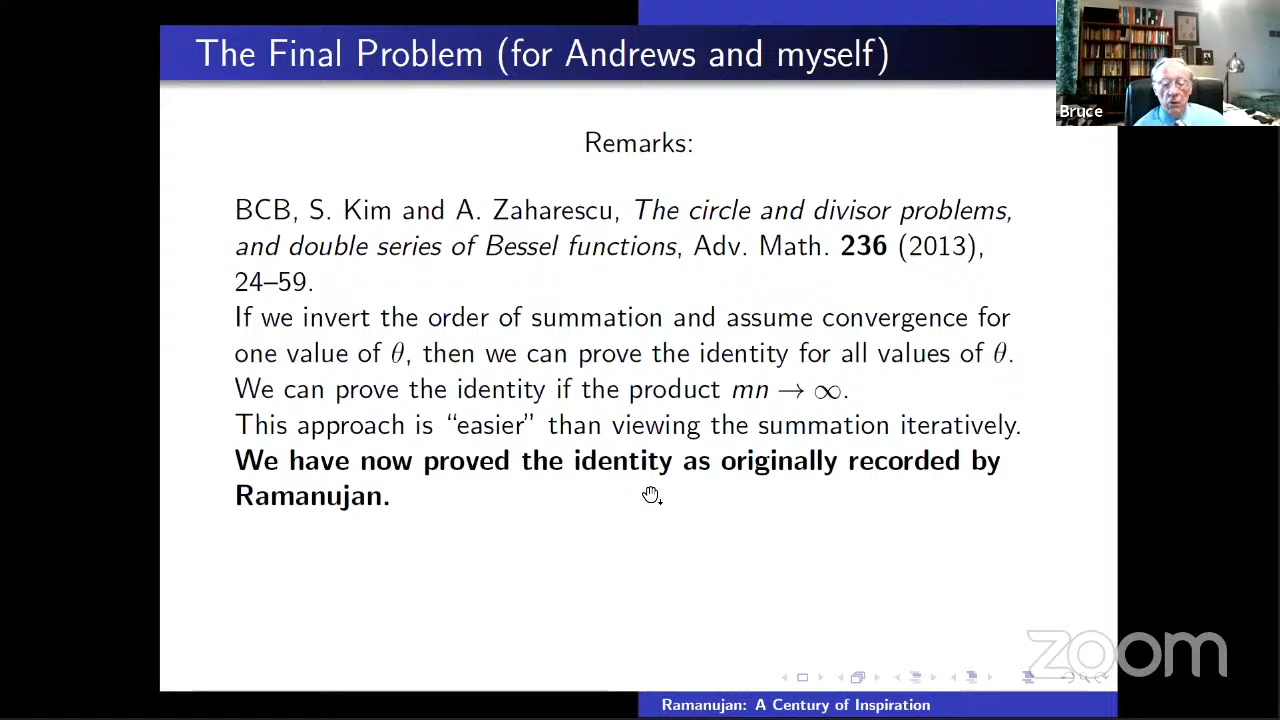 The Final Problem (for Andrews and myself)
Bruce
Remarks:
BCB, S. Kim and A. Zaharescu, The circle and divisor problems,
and double series of Bessel functions, Adv. Math. 236 (2013),
24–59.
If we invert the order of summation and assume convergence for
one value of θ, then we can prove the identity for all values of θ.
We can prove the identity if the product mn → ∞.
This approach is “easier” than viewing the summation iteratively.
We have now proved the identity as originally recorded by
Ramanujan.
zoom
Ramanujan: A Century of Inspiration